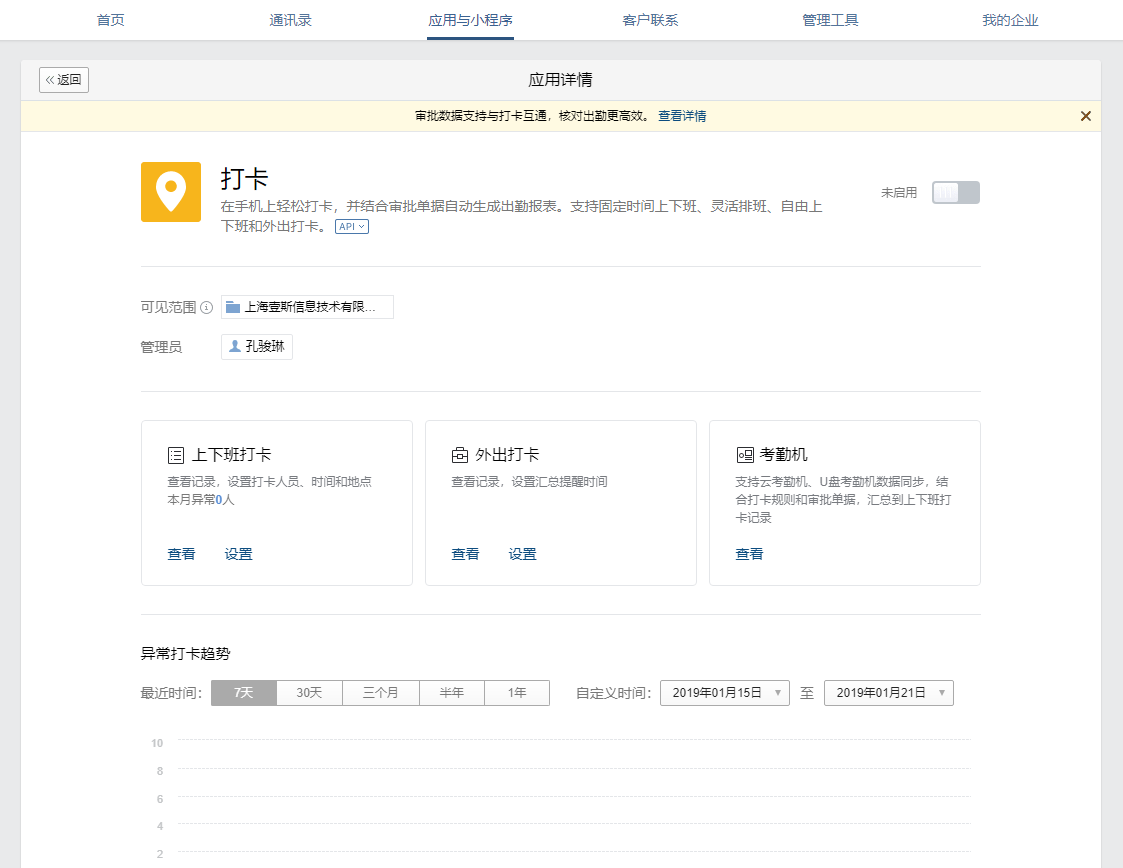 首页 通讯录 应用与小程序 客户联系 管理工具 我的企业
返回 应用详情
审批数据支持与打卡互通，核对出勤更高效。 查看详情
打卡
在手机上轻松打卡，并结合审批单据自动生成出勤报表。支持固定时间上下班、灵活排班、自由上
下班和外出打卡。 API
未启用
可见范围 上海壹斯信息技术有限...
管理员 孔骏琳
上下班打卡
查看记录，设置打卡人员、时间和地点
本月异常0人
查看 设置
外出打卡
查看记录，设置汇总提醒时间
查看 设置
考勤机
支持云考勤机、U盘考勤机数据同步，结
合打卡规则和审批单据，汇总到上下班打
卡记录
查看
异常打卡趋势
最近时间： 7天 30天 三个月 半年 1年 自定义时间： 2019年01月15日 至 2019年01月21日
10
8
6
4
2